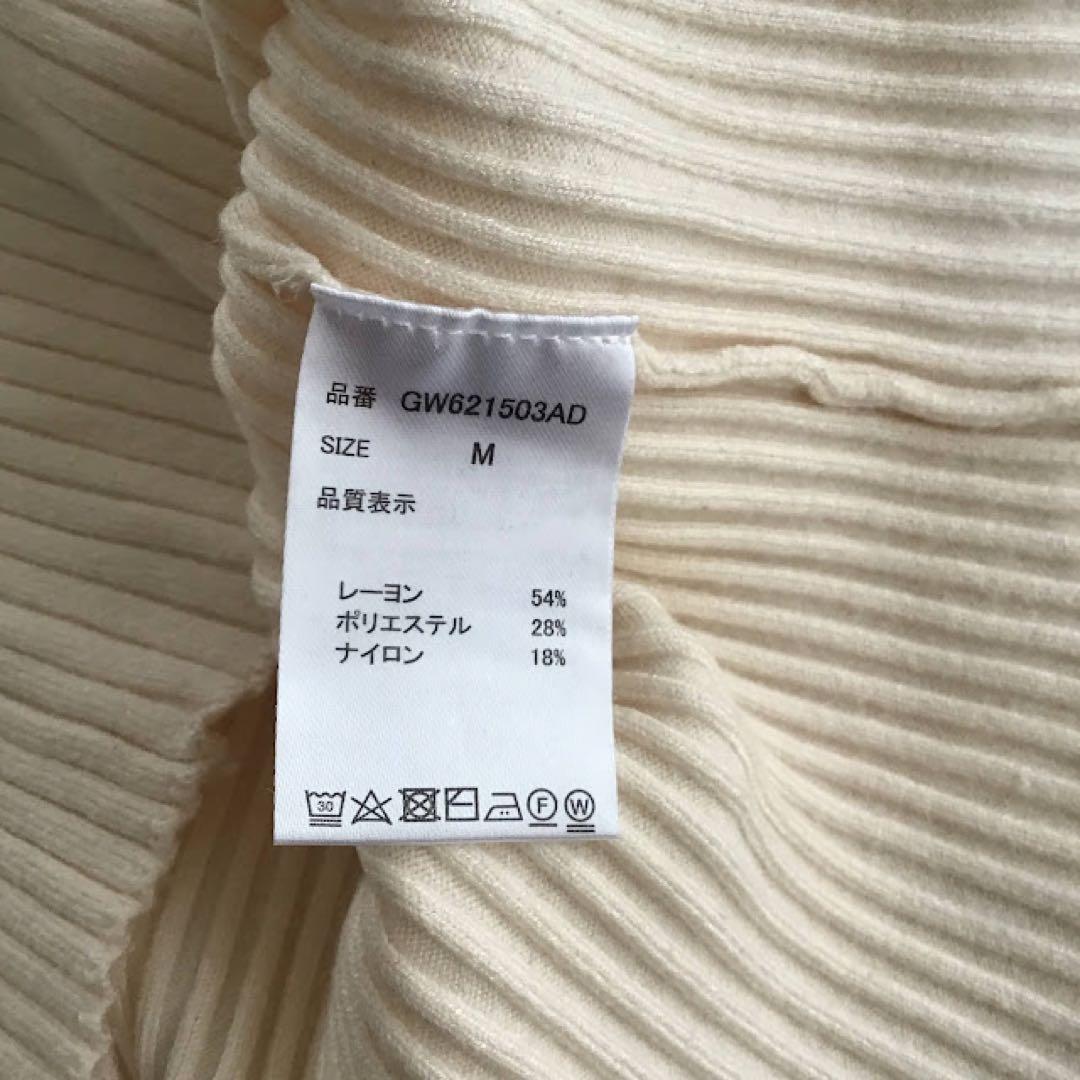 品番 GW621503AD
SIZE M
品質表示
レーヨン 54%
ポリエステル 28%
ナイロン 18%
30 F W